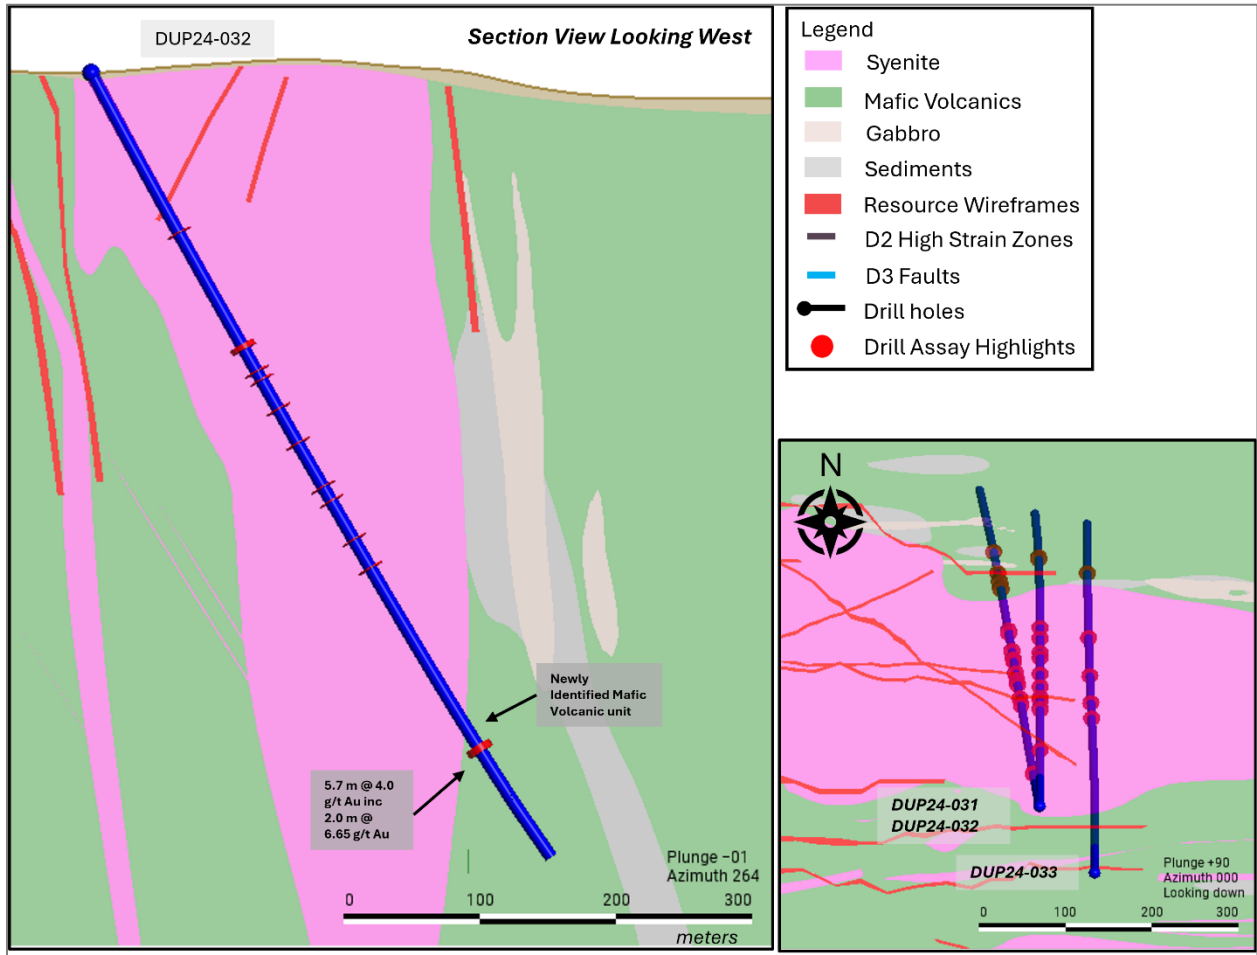 DUP24-032
Section View Looking West
Newly
Identified Mafic
Volcanic unit
5.7 m @ 4.0
g/t Au inc
2.0 m @
6.65 g/t Au
Plunge −01
Azimuth 264
0 100 200 300
meters
Legend
Syenite
Mafic Volcanics
Gabbro
Sediments
Resource Wireframes
D2 High Strain Zones
D3 Faults
Drill holes
Drill Assay Highlights
N
DUP24-031
DUP24-032
DUP24-033
Plunge +90
Azimuth 000
Looking down
0 100 200 300